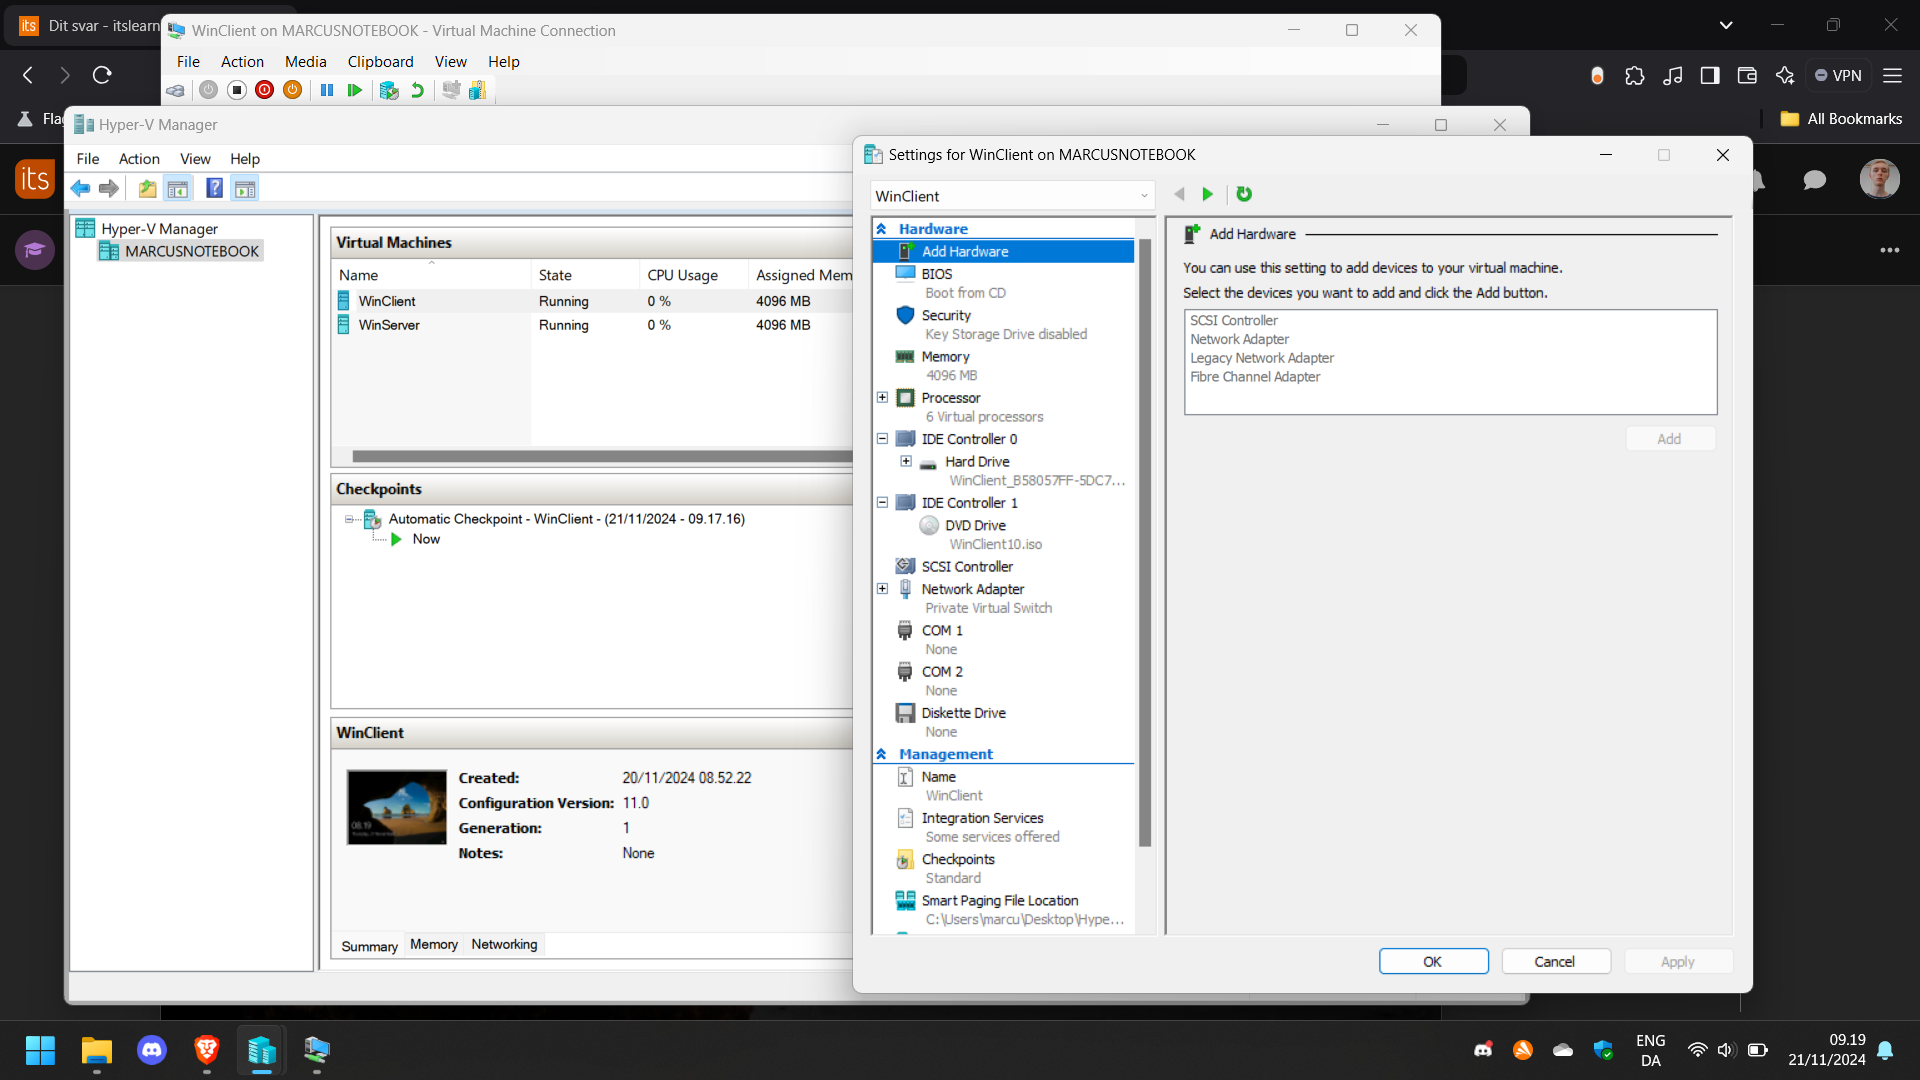 its Dit svar - itslearn
WinClient on MARCUSNOTEBOOK - Virtual Machine Connection
File Action Media Clipboard View Help
VPN
Flag
All Bookmarks
Hyper-V Manager
File Action View Help
its
Hyper-V Manager
MARCUSNOTEBOOK
Virtual Machines
Name State CPU Usage Assigned Mem
WinClient Running 0 % 4096 MB
WinServer Running 0 % 4096 MB
Checkpoints
Automatic Checkpoint - WinClient - (21/11/2024 - 09.17.16)
Now
WinClient
Created: 20/11/2024 08.52.22
Configuration Version: 11.0
Generation: 1
Notes: None
08.19
Summary Memory Networking
Settings for WinClient on MARCUSNOTEBOOK
WinClient
Hardware
Add Hardware
BIOS
Boot from CD
Security
Key Storage Drive disabled
Memory
4096 MB
Processor
6 Virtual processors
IDE Controller 0
Hard Drive
WinClient_B58057FF-5DC7...
IDE Controller 1
DVD Drive
WinClient10.iso
SCSI Controller
Network Adapter
Private Virtual Switch
COM 1
None
COM 2
None
Diskette Drive
None
Management
Name
WinClient
Integration Services
Some services offered
Checkpoints
Standard
Smart Paging File Location
C:\Users\marcu\Desktop\Hype...
Add Hardware
You can use this setting to add devices to your virtual machine.
Select the devices you want to add and click the Add button.
SCSI Controller
Network Adapter
Legacy Network Adapter
Fibre Channel Adapter
Add
OK Cancel Apply
ENG
DA
09.19
21/11/2024